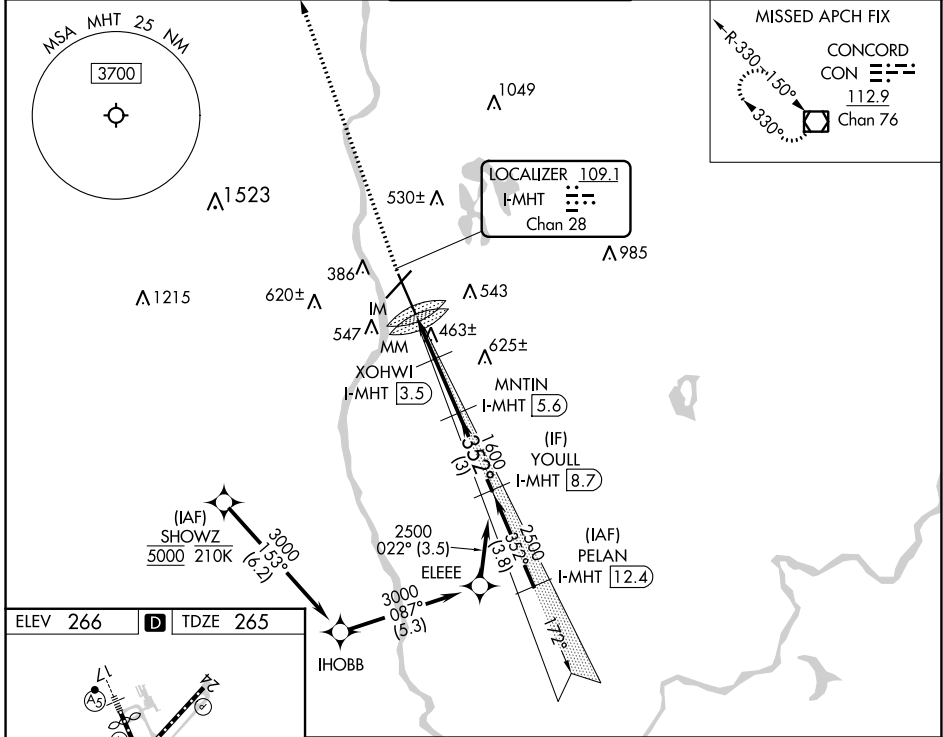 MSA MHT 25 NM
3700
MISSED APCH FIX
R-330
150°
330°
CONCORD
CON
112.9
Chan 76
1049
1523
530±
LOCALIZER 109.1
I-MHT
Chan 28
985
386
1215
620±
543
IM
547
463±
MM
625±
XOHWI
I-MHT 3.5
MNTIN
I-MHT 5.6
1600
352°
(3)
(IF)
YOULL
I-MHT 8.7
(IAF)
SHOWZ
5000 210K
3000
153°
(6.2)
2500
022° (3.5)
ELEEE
2500
352°
(3.8)
(IAF)
PELAN
I-MHT 12.4
3000
087°
(5.3)
172°
IHOBB
ELEV 266
D
TDZE 265
17
A5
24